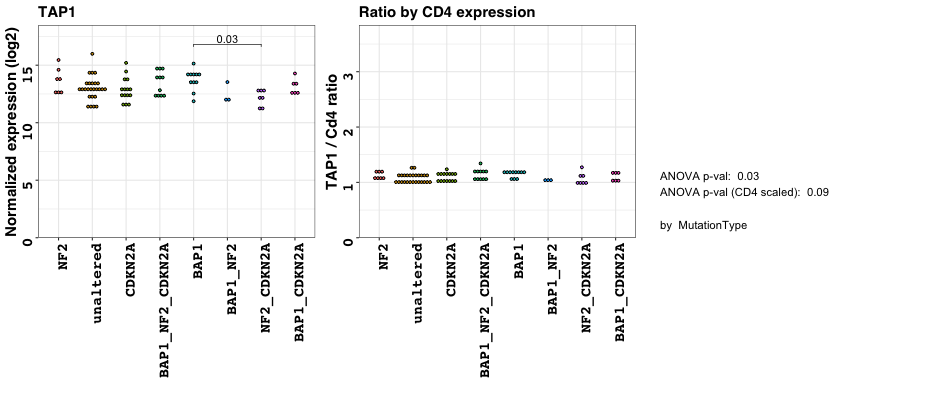 TAP1
Normalized expression (log2)
0
5
10
15
0.03
NF2
unaltered
CDKN2A
BAP1_NF2_CDKN2A
BAP1
BAP1_NF2
NF2_CDKN2A
BAP1_CDKN2A
Ratio by CD4 expression
TAP1 / Cd4 ratio
0
1
2
3
NF2
unaltered
CDKN2A
BAP1_NF2_CDKN2A
BAP1
BAP1_NF2
NF2_CDKN2A
BAP1_CDKN2A
ANOVA p-val: 0.03
ANOVA p-val (CD4 scaled): 0.09
by MutationType